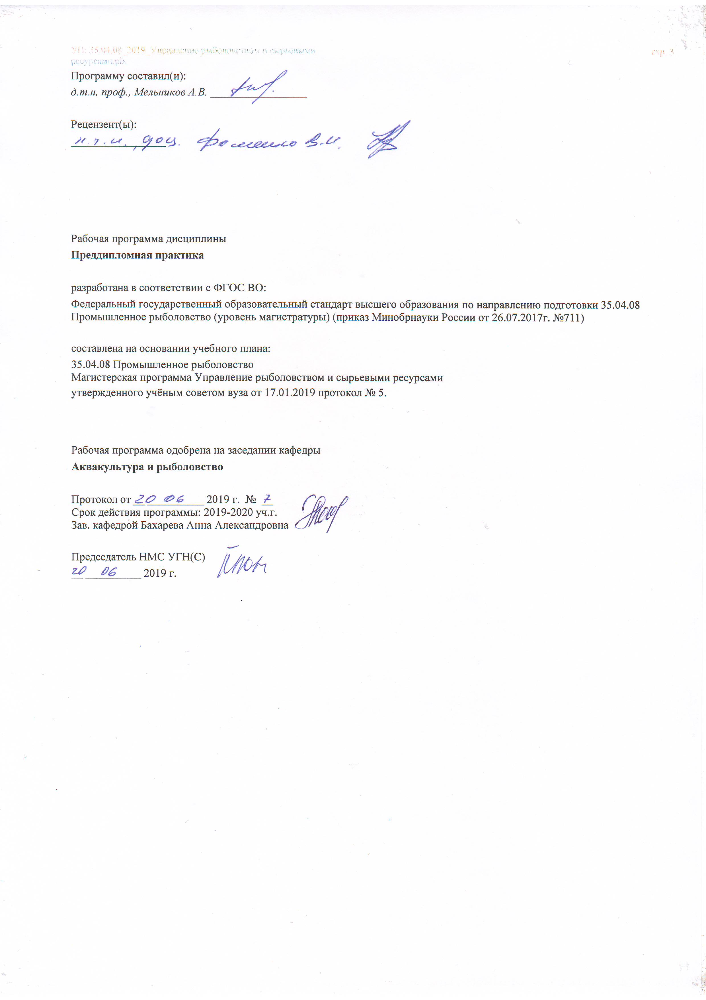 УП: 35.04.08_2019_Управление рыболовством и сырьевыми
ресурсами.plx
стр. 3
Программу составил(и):
д.т.н, проф., Мельников А.В.
Рецензент(ы):
к.т.н., доц. Фоменко В.И.
Рабочая программа дисциплины
Преддипломная практика
разработана в соответствии с ФГОС ВО:
Федеральный государственный образовательный стандарт высшего образования по направлению подготовки 35.04.08
Промышленное рыболовство (уровень магистратуры) (приказ Минобрнауки России от 26.07.2017г. №711)
составлена на основании учебного плана:
35.04.08 Промышленное рыболовство
Магистерская программа Управление рыболовством и сырьевыми ресурсами
утвержденного учёным советом вуза от 17.01.2019 протокол № 5.
Рабочая программа одобрена на заседании кафедры
Аквакультура и рыболовство
Протокол от 20 06 2019 г. № 7
Срок действия программы: 2019-2020 уч.г.
Зав. кафедрой Бахарева Анна Александровна
Председатель НМС УГН(С)
20 06 2019 г.